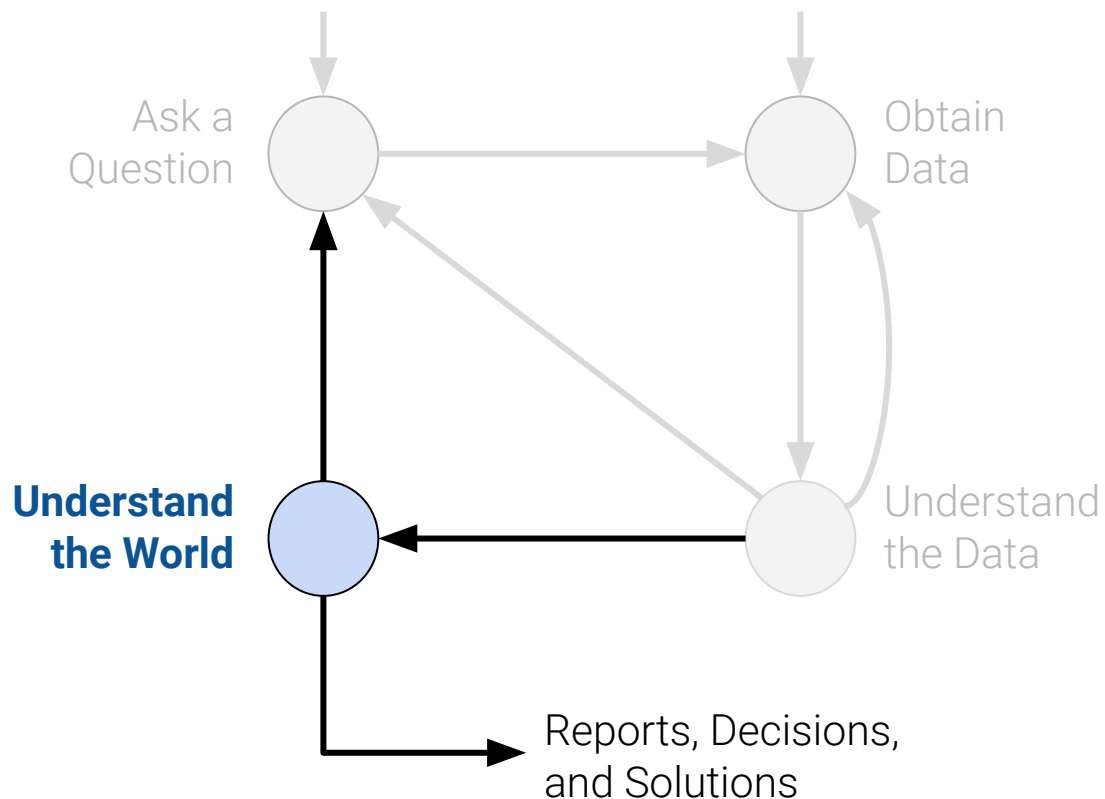 Ask a
Question
Obtain
Data
Understand
the World
Understand
the Data
Reports, Decisions,
and Solutions